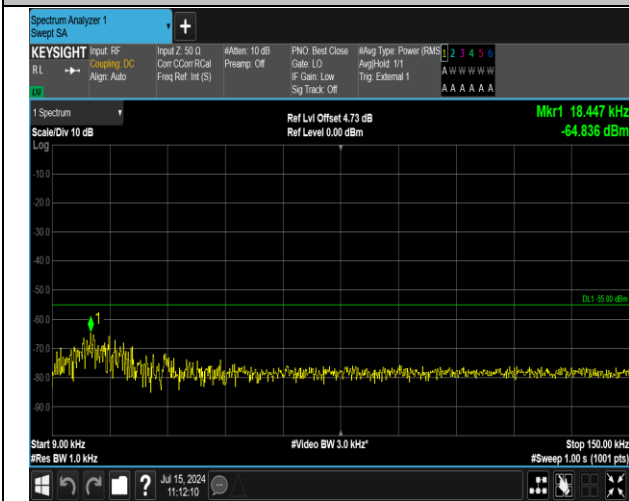 Spectrum Analyzer 1
Swept SA
+
KEYSIGHT Input: RF Input Z: 50 Ω #Atten: 10 dB PNO: Best Close #Avg Type: Power (RMS 1 2 3 4 5 6
RL Coupling: DC Corr CCorr RCal Preamp: Off Gate: LO Avg|Hold: 1/1 A W W W W W
Align: Auto Freq Ref: Int (S) IF Gain: Low Trig: External 1
Sig Track: Off A A A A A A
1 Spectrum Ref Lvl Offset 4.73 dB Mkr1 18.447 kHz
Scale/Div 10 dB Ref Level 0.00 dBm -64.836 dBm
Log
-10.0
-20.0
-30.0
-40.0
-50.0
DL1 -55.00 dBm
-60.0
1
-70.0
-80.0
-90.0
Start 9.00 kHz #Video BW 3.0 kHz* Stop 150.00 kHz
#Res BW 1.0 kHz #Sweep 1.00 s (1001 pts)
? Jul 15, 2024
11:12:10